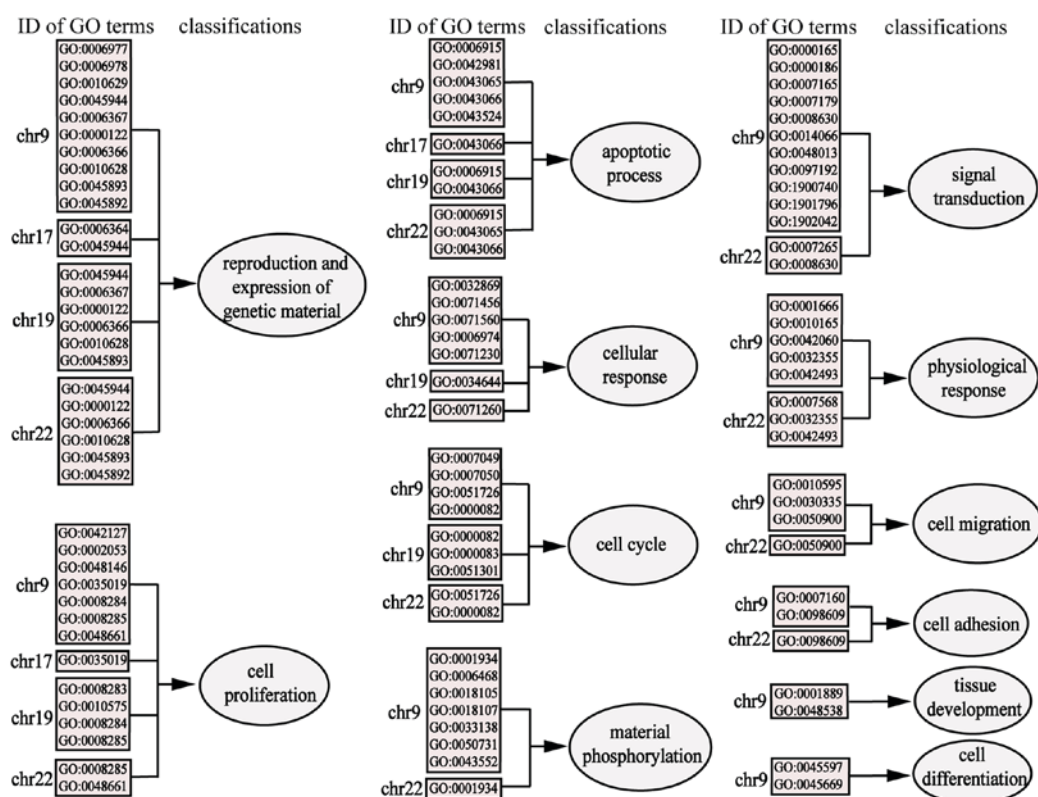 ID of GO terms classifications
chr9
GO:0006977
GO:0006978
GO:0010629
GO:0045944
GO:0006367
GO:0000122
GO:0006366
GO:0010628
GO:0045893
GO:0045892
chr17
GO:0006364
GO:0045944
chr19
GO:0045944
GO:0006367
GO:0000122
GO:0006366
GO:0010628
GO:0045893
chr22
GO:0045944
GO:0000122
GO:0006366
GO:0010628
GO:0045893
GO:0045892
reproduction and
expression of
genetic material
chr9
GO:0042127
GO:0002053
GO:0048146
GO:0035019
GO:0008284
GO:0008285
GO:0048661
chr17
GO:0035019
chr19
GO:0008283
GO:0010575
GO:0008284
GO:0008285
chr22
GO:0008285
GO:0048661
cell
proliferation
ID of GO terms classifications
chr9
GO:0006915
GO:0042981
GO:0043065
GO:0043066
GO:0043524
chr17
GO:0043066
chr19
GO:0006915
GO:0043066
chr22
GO:0006915
GO:0043065
GO:0043066
apoptotic
process
chr9
GO:0032869
GO:0071456
GO:0071560
GO:0006974
GO:0071230
chr19
GO:0034644
chr22
GO:0071260
cellular
response
chr9
GO:0007049
GO:0007050
GO:0051726
GO:0000082
chr19
GO:0000082
GO:0000083
GO:0051301
chr22
GO:0051726
GO:0000082
cell cycle
chr9
GO:0001934
GO:0006468
GO:0018105
GO:0018107
GO:0033138
GO:0050731
GO:0043552
chr22
GO:0001934
material
phosphorylation
ID of GO terms classifications
chr9
GO:0000165
GO:0000186
GO:0007165
GO:0007179
GO:0008630
GO:0014066
GO:0048013
GO:0097192
GO:1900740
GO:1901796
GO:1902042
chr22
GO:0007265
GO:0008630
signal
transduction
chr9
GO:0001666
GO:0010165
GO:0042060
GO:0032355
GO:0042493
chr22
GO:0007568
GO:0032355
GO:0042493
physiological
response
chr9
GO:0010595
GO:0030335
GO:0050900
chr22
GO:0050900
cell migration
chr9
GO:0007160
GO:0098609
chr22
GO:0098609
cell adhesion
chr9
GO:0001889
GO:0048538
tissue
development
chr9
GO:0045597
GO:0045669
cell
differentiation